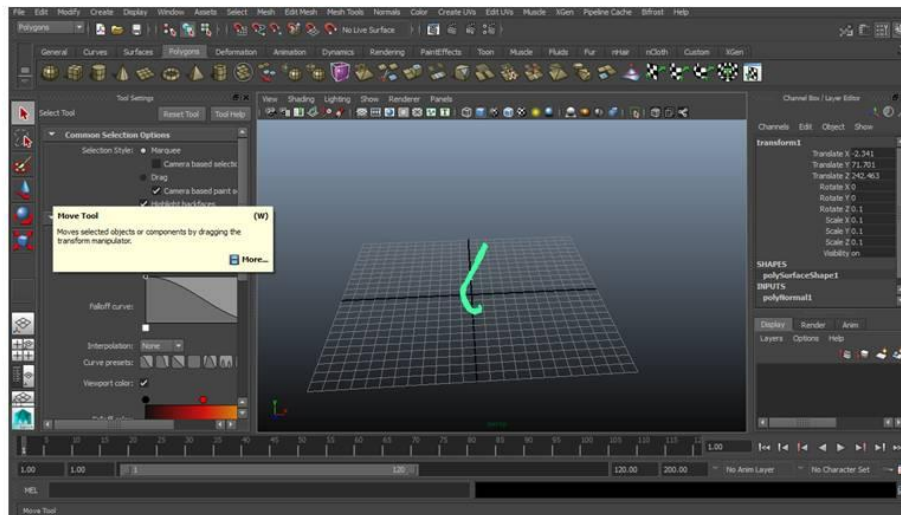 File Edit Modify Create Display Window Assets Select Mesh Edit Mesh Mesh Tools Normals Color Create UVs Edit UVs Muscle XGen Pipeline Cache Bifrost Help
Polygons No Live Surface
General Curves Surfaces Polygons Deformation Animation Dynamics Rendering PaintEffects Toon Muscle Fluids Fur nHair nCloth Custom XGen
Tool Settings
Select Tool Reset Tool Tool Help
Common Selection Options
Selection Style: Marquee
Camera based selectio
Drag
Camera based paint
Highlight backfaces
Move Tool (W)
Moves selected objects or components by dragging the
transform manipulator.
More...
Falloff curve:
Interpolation: None
Curve presets:
Viewport color:
View Shading Lighting Show Renderer Panels
persp
Channel Box / Layer Editor
Channels Edit Object Show
transform1
Translate X -2.341
Translate Y 71.701
Translate Z 242.463
Rotate X 0
Rotate Y 0
Rotate Z 0.1
Scale X 0.1
Scale Y 0.1
Scale Z 0.1
Visibility on
SHAPES
polySurfaceShape1
INPUTS
polyNormal1
Display Render Anim
Layers Options Help
5 10 15 20 25 30 35 40 45 50 55 60 65 70 75 80 85 90 95 100 105 110 115 1.00
1.00 1.00 1 120 120.00 200.00 No Anim Layer No Character Set
MEL
Move Tool